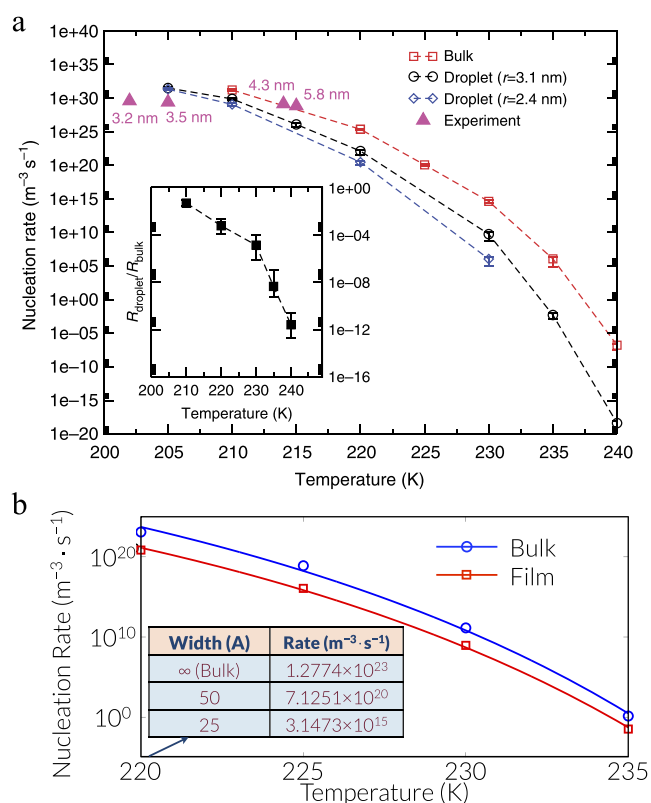 a
Nucleation rate (m⁻³ s⁻¹)
1e+40
1e+35
1e+30
1e+25
1e+20
1e+15
1e+10
1e+05
1e+00
1e−05
1e−10
1e−15
1e−20
Bulk
Droplet (r=3.1 nm)
Droplet (r=2.4 nm)
Experiment
4.3 nm
5.8 nm
3.2 nm
3.5 nm
R_droplet/R_bulk
1e+00
1e−04
1e−08
1e−12
1e−16
200 210 220 230 240
Temperature (K)
200 205 210 215 220 225 230 235 240
Temperature (K)
b
Nucleation Rate (m⁻³ · s⁻¹)
10²⁰
10¹⁰
10⁰
Bulk
Film
Width (A) Rate (m⁻³·s⁻¹)
∞ (Bulk) 1.2774×10²³
50 7.1251×10²⁰
25 3.1473×10¹⁵
220 225 230 235
Temperature (K)